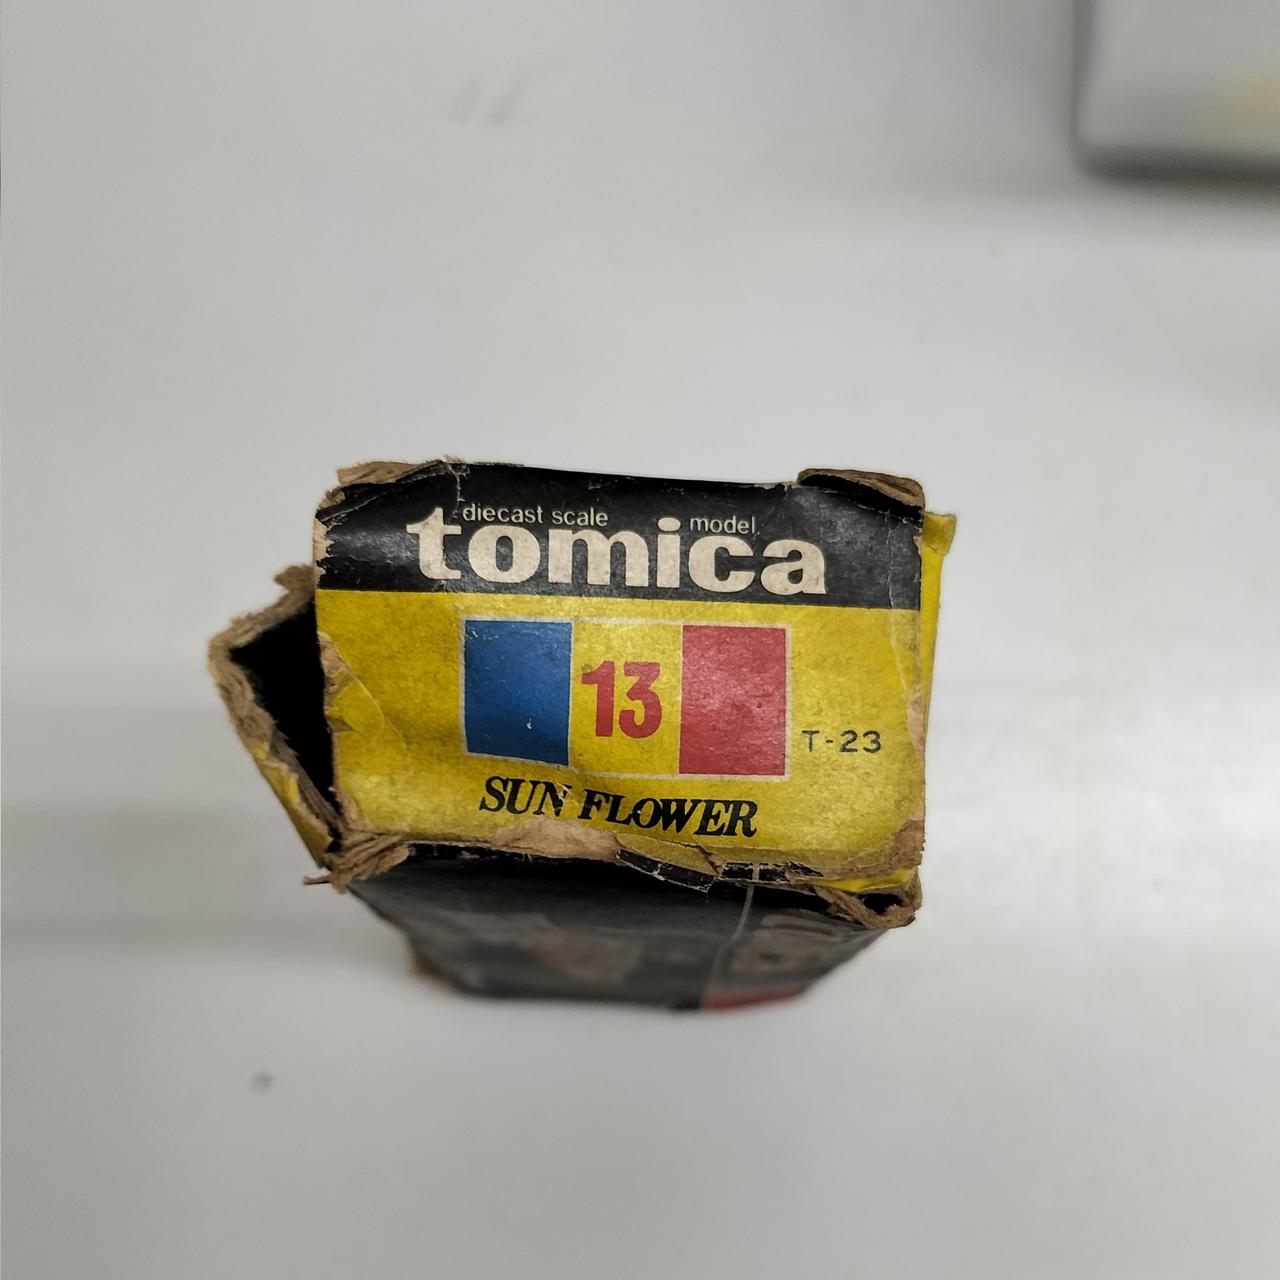 diecast scale model
tomica
13
T-23
SUN FLOWER